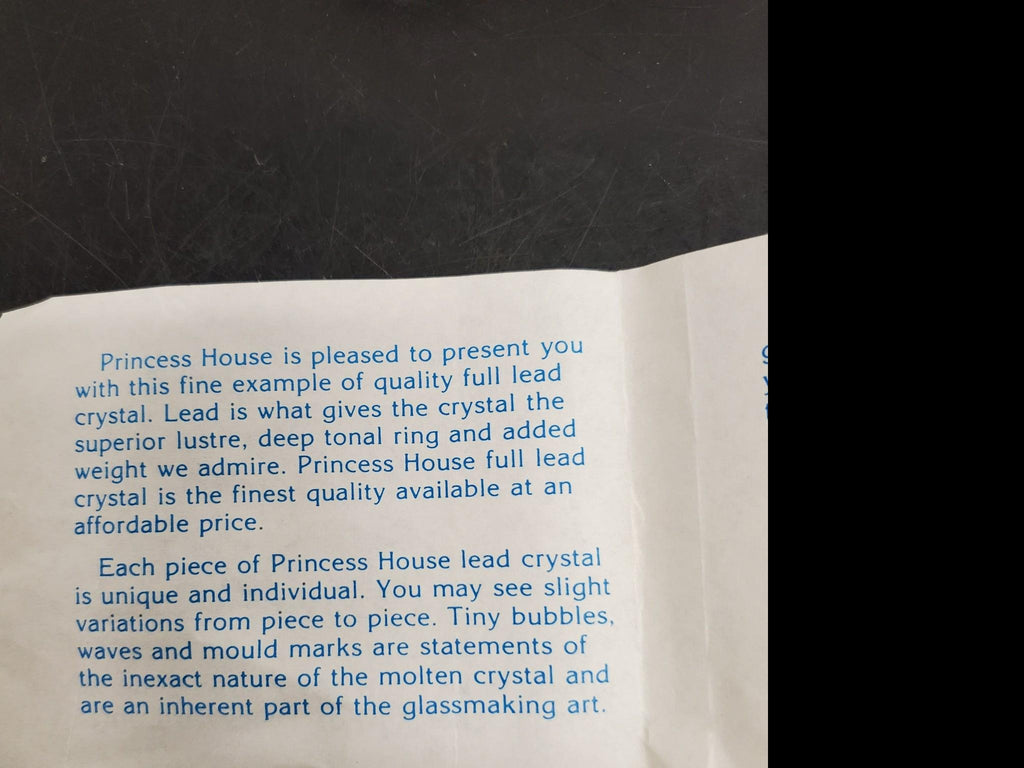 Princess House is pleased to present you
with this fine example of quality full lead
crystal. Lead is what gives the crystal the
superior lustre, deep tonal ring and added
weight we admire. Princess House full lead
crystal is the finest quality available at an
affordable price.
Each piece of Princess House lead crystal
is unique and individual. You may see slight
variations from piece to piece. Tiny bubbles,
waves and mould marks are statements of
the inexact nature of the molten crystal and
are an inherent part of the glassmaking art.